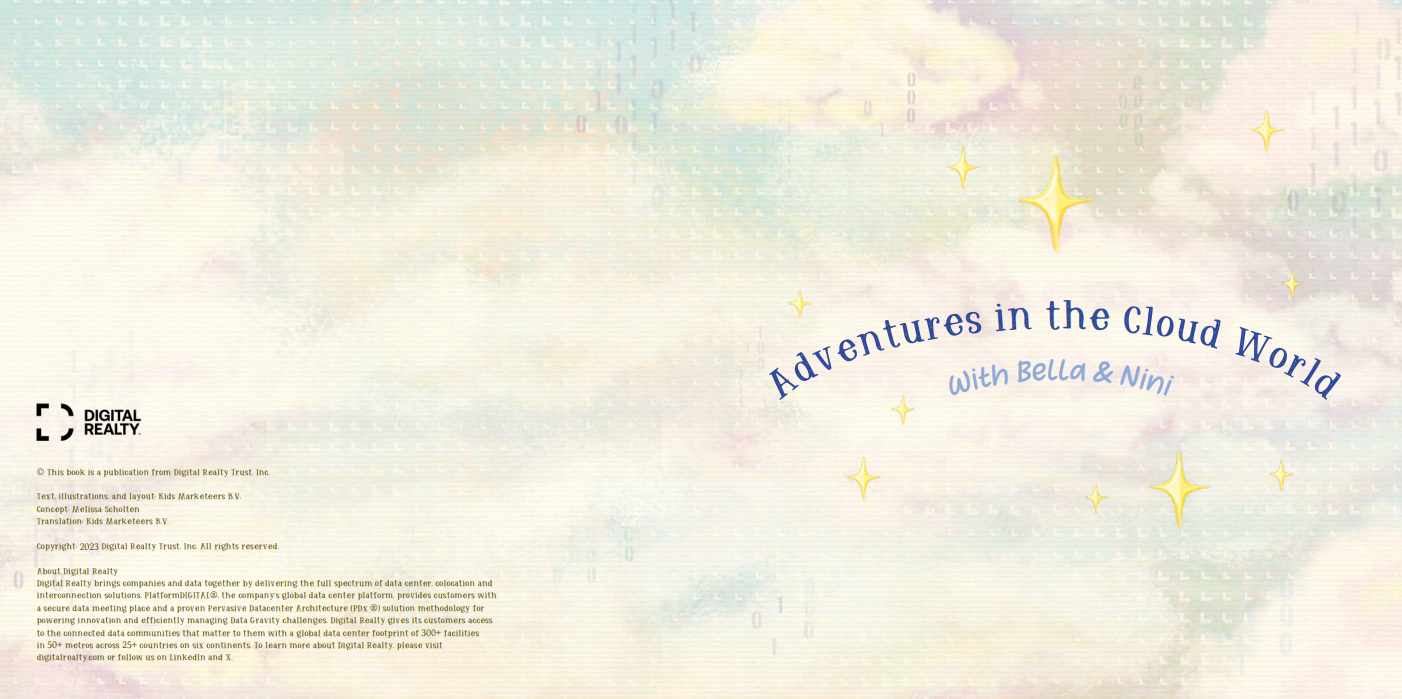 DIGITAL
REALTY
© This book is a publication from Digital Realty Trust, Inc.
Text, illustrations, and layout: Kids Marketeers B.V.
Concept: Melissa Scholten
Translation: Kids Marketeers B.V.
Copyright: 2023 Digital Realty Trust, Inc. All rights reserved.
About Digital Realty
Digital Realty brings companies and data together by delivering the full spectrum of data center, colocation and
interconnection solutions. PlatformDIGITAL®, the company's global data center platform, provides customers with
a secure data meeting place and a proven Pervasive Datacenter Architecture (PDx ®) solution methodology for
powering innovation and efficiently managing Data Gravity challenges. Digital Realty gives its customers access
to the connected data communities that matter to them with a global data center footprint of 300+ facilities
in 50+ metros across 25+ countries on six continents. To learn more about Digital Realty, please visit
digitalrealty.com or follow us on LinkedIn and X.
Adventures in the Cloud World
With Bella & Nini